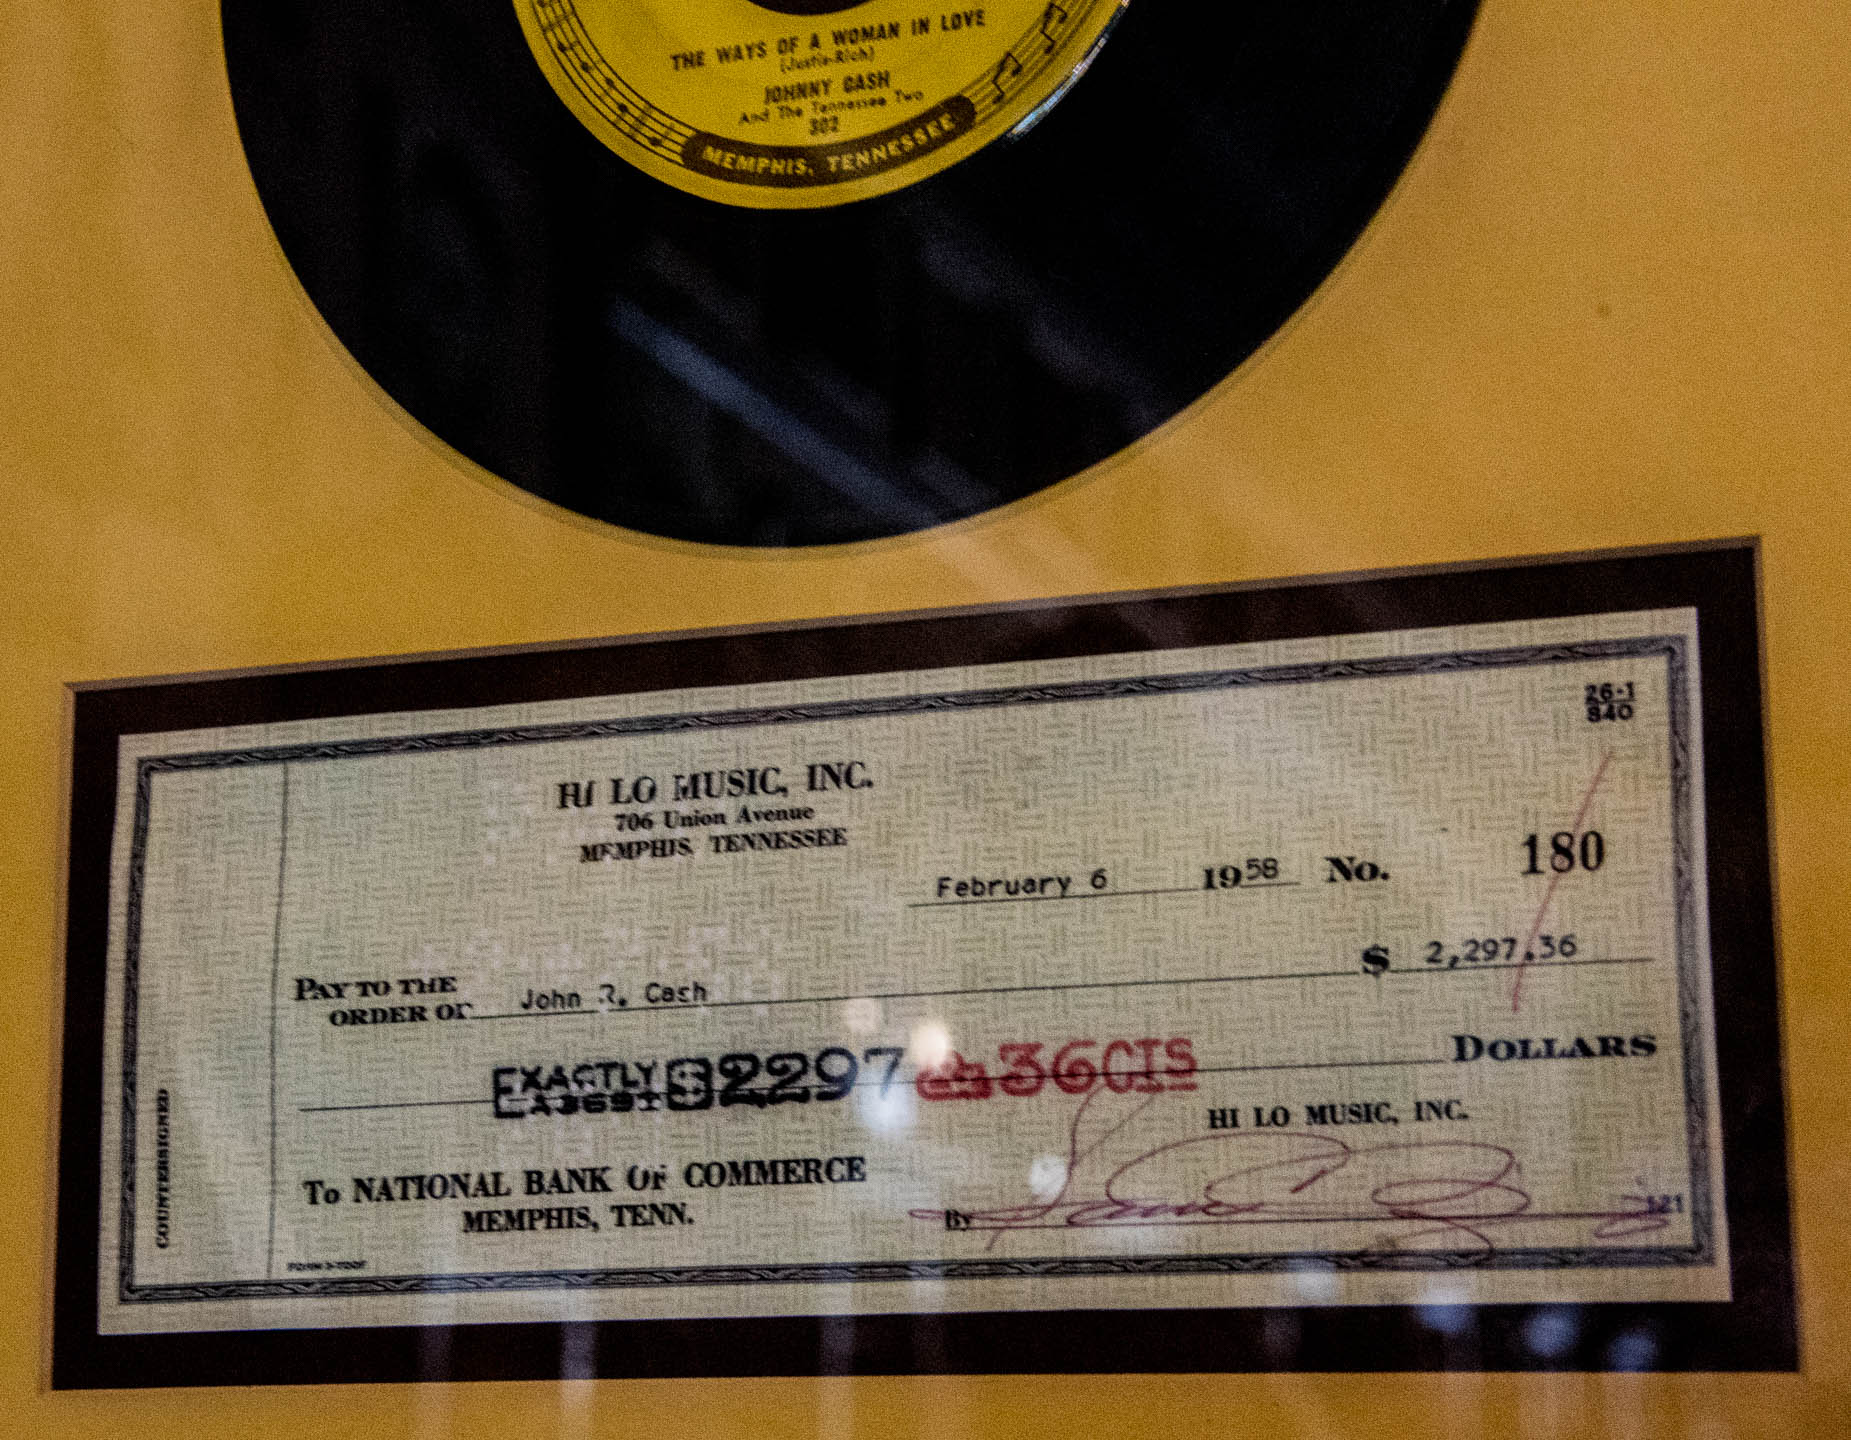 THE WAYS OF A WOMAN IN LOVE
(Justis-Rich)
JOHNNY CASH
And The Tennessee Two
302
MEMPHIS, TENNESSEE
26-1
840
HI LO MUSIC, INC.
706 Union Avenue
MEMPHIS, TENNESSEE
February 6 1958 No. 180
$ 2,297.36
PAY TO THE
ORDER OF John R. Cash
EXACTLY $2297 36CTS DOLLARS
HI LO MUSIC, INC.
To NATIONAL BANK OF COMMERCE
MEMPHIS, TENN.
By
COUNTERSIGNED